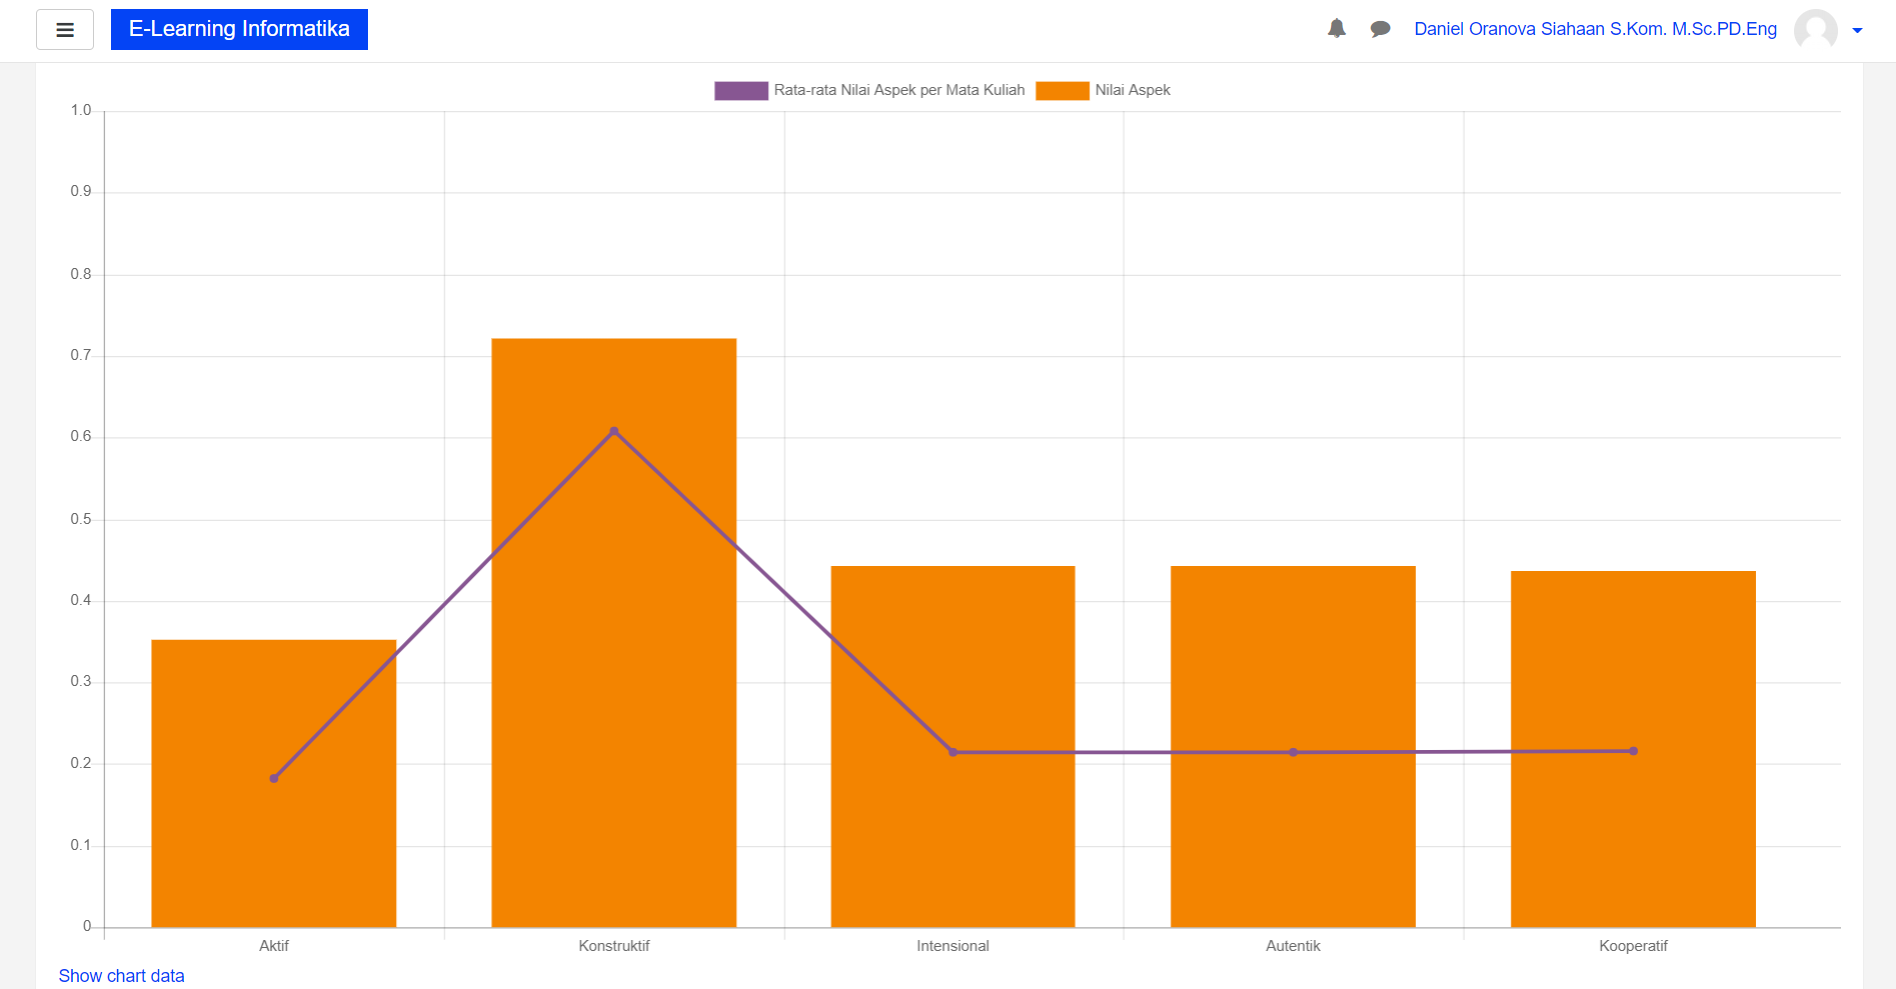 E-Learning Informatika
Daniel Oranova Siahaan S.Kom. M.Sc.PD.Eng
Rata-rata Nilai Aspek per Mata Kuliah
Nilai Aspek
1.0
0.9
0.8
0.7
0.6
0.5
0.4
0.3
0.2
0.1
0
Aktif
Konstruktif
Intensional
Autentik
Kooperatif
Show chart data